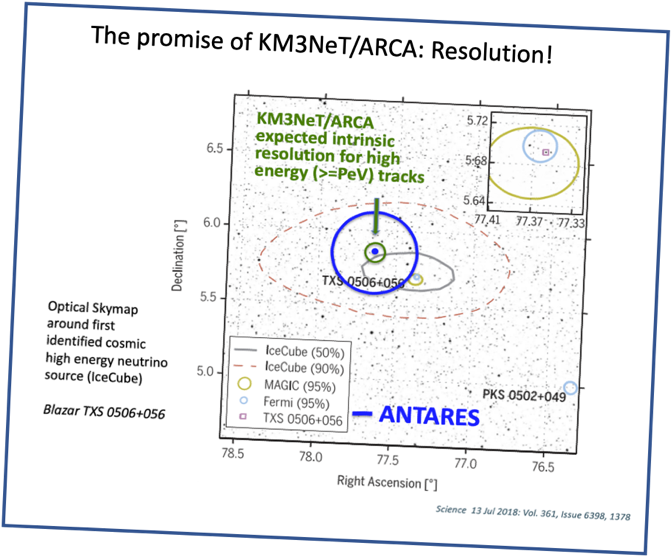 The promise of KM3NeT/ARCA: Resolution!
KM3NeT/ARCA
expected intrinsic
resolution for high
energy (>=PeV) tracks
5.72
5.68
5.64
77.41
77.37
77.33
6.5
6.0
5.5
5.0
Declination [°]
TXS 0506+056
Optical Skymap
around first
identified cosmic
high energy neutrino
source (IceCube)
Blazar TXS 0506+056
IceCube (50%)
IceCube (90%)
MAGIC (95%)
Fermi (95%)
TXS 0506+056
PKS 0502+049
ANTARES
78.5
78.0
77.5
77.0
76.5
Right Ascension [°]
Science 13 Jul 2018: Vol. 361, Issue 6398, 1378